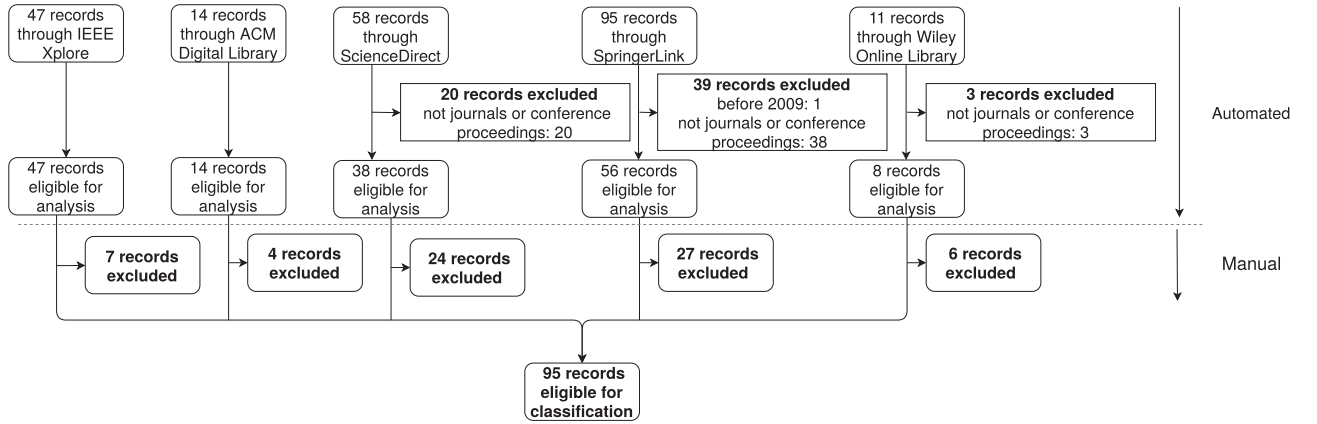 47 records
through IEEE
Xplore
14 records
through ACM
Digital Library
58 records
through
ScienceDirect
95 records
through
SpringerLink
11 records
through Wiley
Online Library
20 records excluded
not journals or conference
proceedings: 20
39 records excluded
before 2009: 1
not journals or conference
proceedings: 38
3 records excluded
not journals or conference
proceedings: 3
Automated
47 records
eligible for
analysis
14 records
eligible for
analysis
38 records
eligible for
analysis
56 records
eligible for
analysis
8 records
eligible for
analysis
7 records
excluded
4 records
excluded
24 records
excluded
27 records
excluded
6 records
excluded
Manual
95 records
eligible for
classification